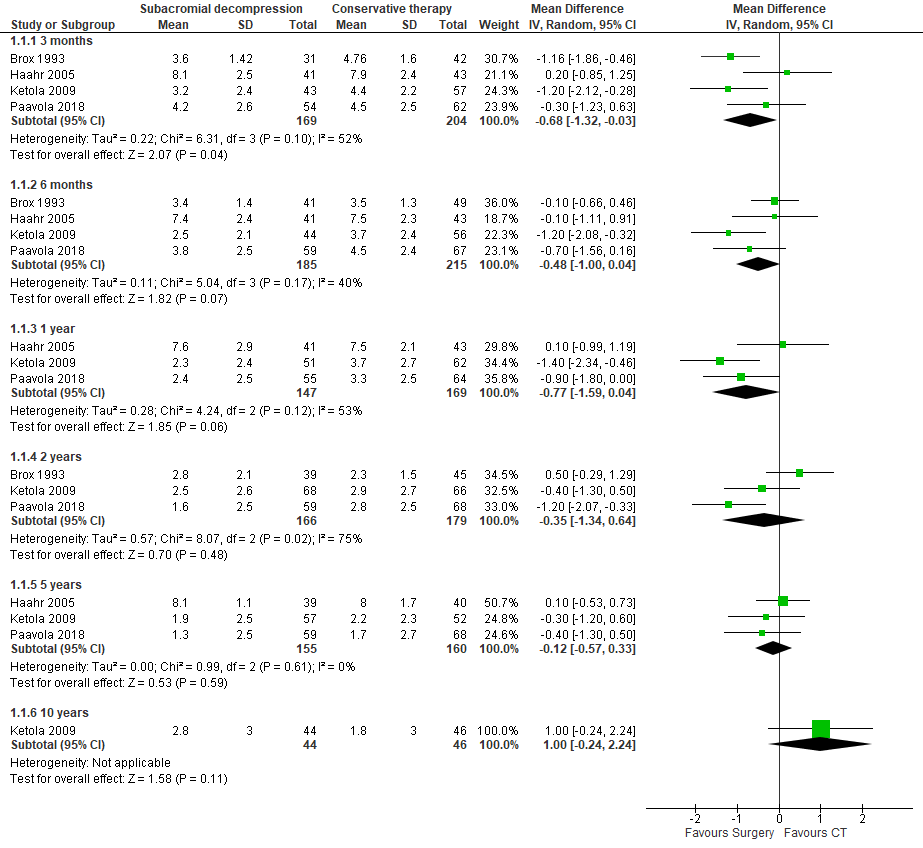 Subacromial decompression Conservative therapy Mean Difference Mean Difference
Study or Subgroup Mean SD Total Mean SD Total Weight IV, Random, 95% CI IV, Random, 95% CI
1.1.1 3 months
Brox 1993 3.6 1.42 31 4.76 1.6 42 30.7% -1.16 [-1.86, -0.46]
Haahr 2005 8.1 2.5 41 7.9 2.4 43 21.1% 0.20 [-0.85, 1.25]
Ketola 2009 3.2 2.4 43 4.4 2.2 57 24.3% -1.20 [-2.12, -0.28]
Paavola 2018 4.2 2.6 54 4.5 2.5 62 23.9% -0.30 [-1.23, 0.63]
Subtotal (95% CI) 169 204 100.0% -0.68 [-1.32, -0.03]
Heterogeneity: Tau² = 0.22; Chi² = 6.31, df = 3 (P = 0.10); I² = 52%
Test for overall effect: Z = 2.07 (P = 0.04)
1.1.2 6 months
Brox 1993 3.4 1.4 41 3.5 1.3 49 36.0% -0.10 [-0.66, 0.46]
Haahr 2005 7.4 2.4 41 7.5 2.3 43 18.6% -0.10 [-1.11, 0.91]
Ketola 2009 2.5 2.1 44 3.7 2.4 56 22.3% -1.20 [-2.08, -0.32]
Paavola 2018 3.8 2.5 59 4.5 2.4 67 23.1% -0.70 [-1.56, 0.16]
Subtotal (95% CI) 185 215 100.0% -0.48 [-1.00, 0.04]
Heterogeneity: Tau² = 0.11; Chi² = 5.04, df = 3 (P = 0.17); I² = 40%
Test for overall effect: Z = 1.82 (P = 0.07)
1.1.3 1 year
Haahr 2005 7.6 2.9 41 7.5 2.1 43 29.8% 0.10 [-0.99, 1.19]
Ketola 2009 2.3 2.4 51 3.7 2.7 62 34.4% -1.40 [-2.34, -0.46]
Paavola 2018 2.4 2.5 55 3.3 2.5 64 35.8% -0.90 [-1.80, 0.00]
Subtotal (95% CI) 147 169 100.0% -0.77 [-1.59, 0.04]
Heterogeneity: Tau² = 0.28; Chi² = 4.24, df = 2 (P = 0.12); I² = 53%
Test for overall effect: Z = 1.85 (P = 0.06)
1.1.4 2 years
Brox 1993 2.8 2.1 39 2.3 1.5 45 34.5% 0.50 [-0.29, 1.29]
Ketola 2009 2.5 2.6 68 2.9 2.7 66 32.5% -0.40 [-1.30, 0.50]
Paavola 2018 1.6 2.5 59 2.8 2.5 68 33.0% -1.20 [-2.07, -0.33]
Subtotal (95% CI) 166 179 100.0% -0.35 [-1.34, 0.64]
Heterogeneity: Tau² = 0.57; Chi² = 8.07, df = 2 (P = 0.02); I² = 75%
Test for overall effect: Z = 0.70 (P = 0.48)
1.1.5 5 years
Haahr 2005 8.1 1.1 39 8 1.7 40 50.7% 0.10 [-0.53, 0.73]
Ketola 2009 1.9 2.5 57 2.2 2.3 52 24.8% -0.30 [-1.20, 0.60]
Paavola 2018 1.3 2.5 59 1.7 2.7 68 24.6% -0.40 [-1.30, 0.50]
Subtotal (95% CI) 155 160 100.0% -0.12 [-0.57, 0.33]
Heterogeneity: Tau² = 0.00; Chi² = 0.99, df = 2 (P = 0.61); I² = 0%
Test for overall effect: Z = 0.53 (P = 0.59)
1.1.6 10 years
Ketola 2009 2.8 3 44 1.8 3 46 100.0% 1.00 [-0.24, 2.24]
Subtotal (95% CI) 44 46 100.0% 1.00 [-0.24, 2.24]
Heterogeneity: Not applicable
Test for overall effect: Z = 1.58 (P = 0.11)
-2 -1 0 1 2
Favours Surgery Favours CT